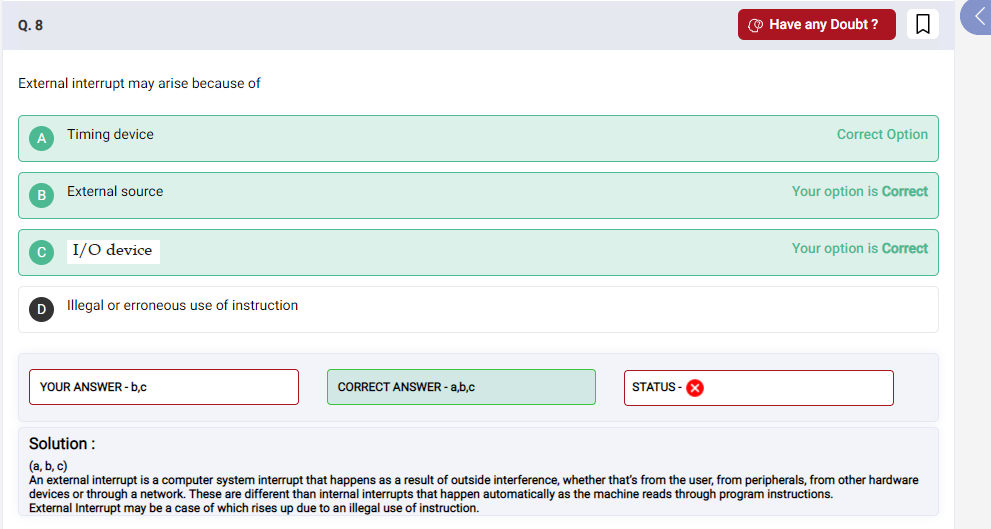 Q. 8
Have any Doubt ?
External interrupt may arise because of
A Timing device Correct Option
B External source Your option is Correct
C I/O device Your option is Correct
D Illegal or erroneous use of instruction
YOUR ANSWER - b,c CORRECT ANSWER - a,b,c STATUS -
Solution :
(a, b, c)
An external interrupt is a computer system interrupt that happens as a result of outside interference, whether that's from the user, from peripherals, from other hardware
devices or through a network. These are different than internal interrupts that happen automatically as the machine reads through program instructions.
External Interrupt may be a case of which rises up due to an illegal use of instruction.